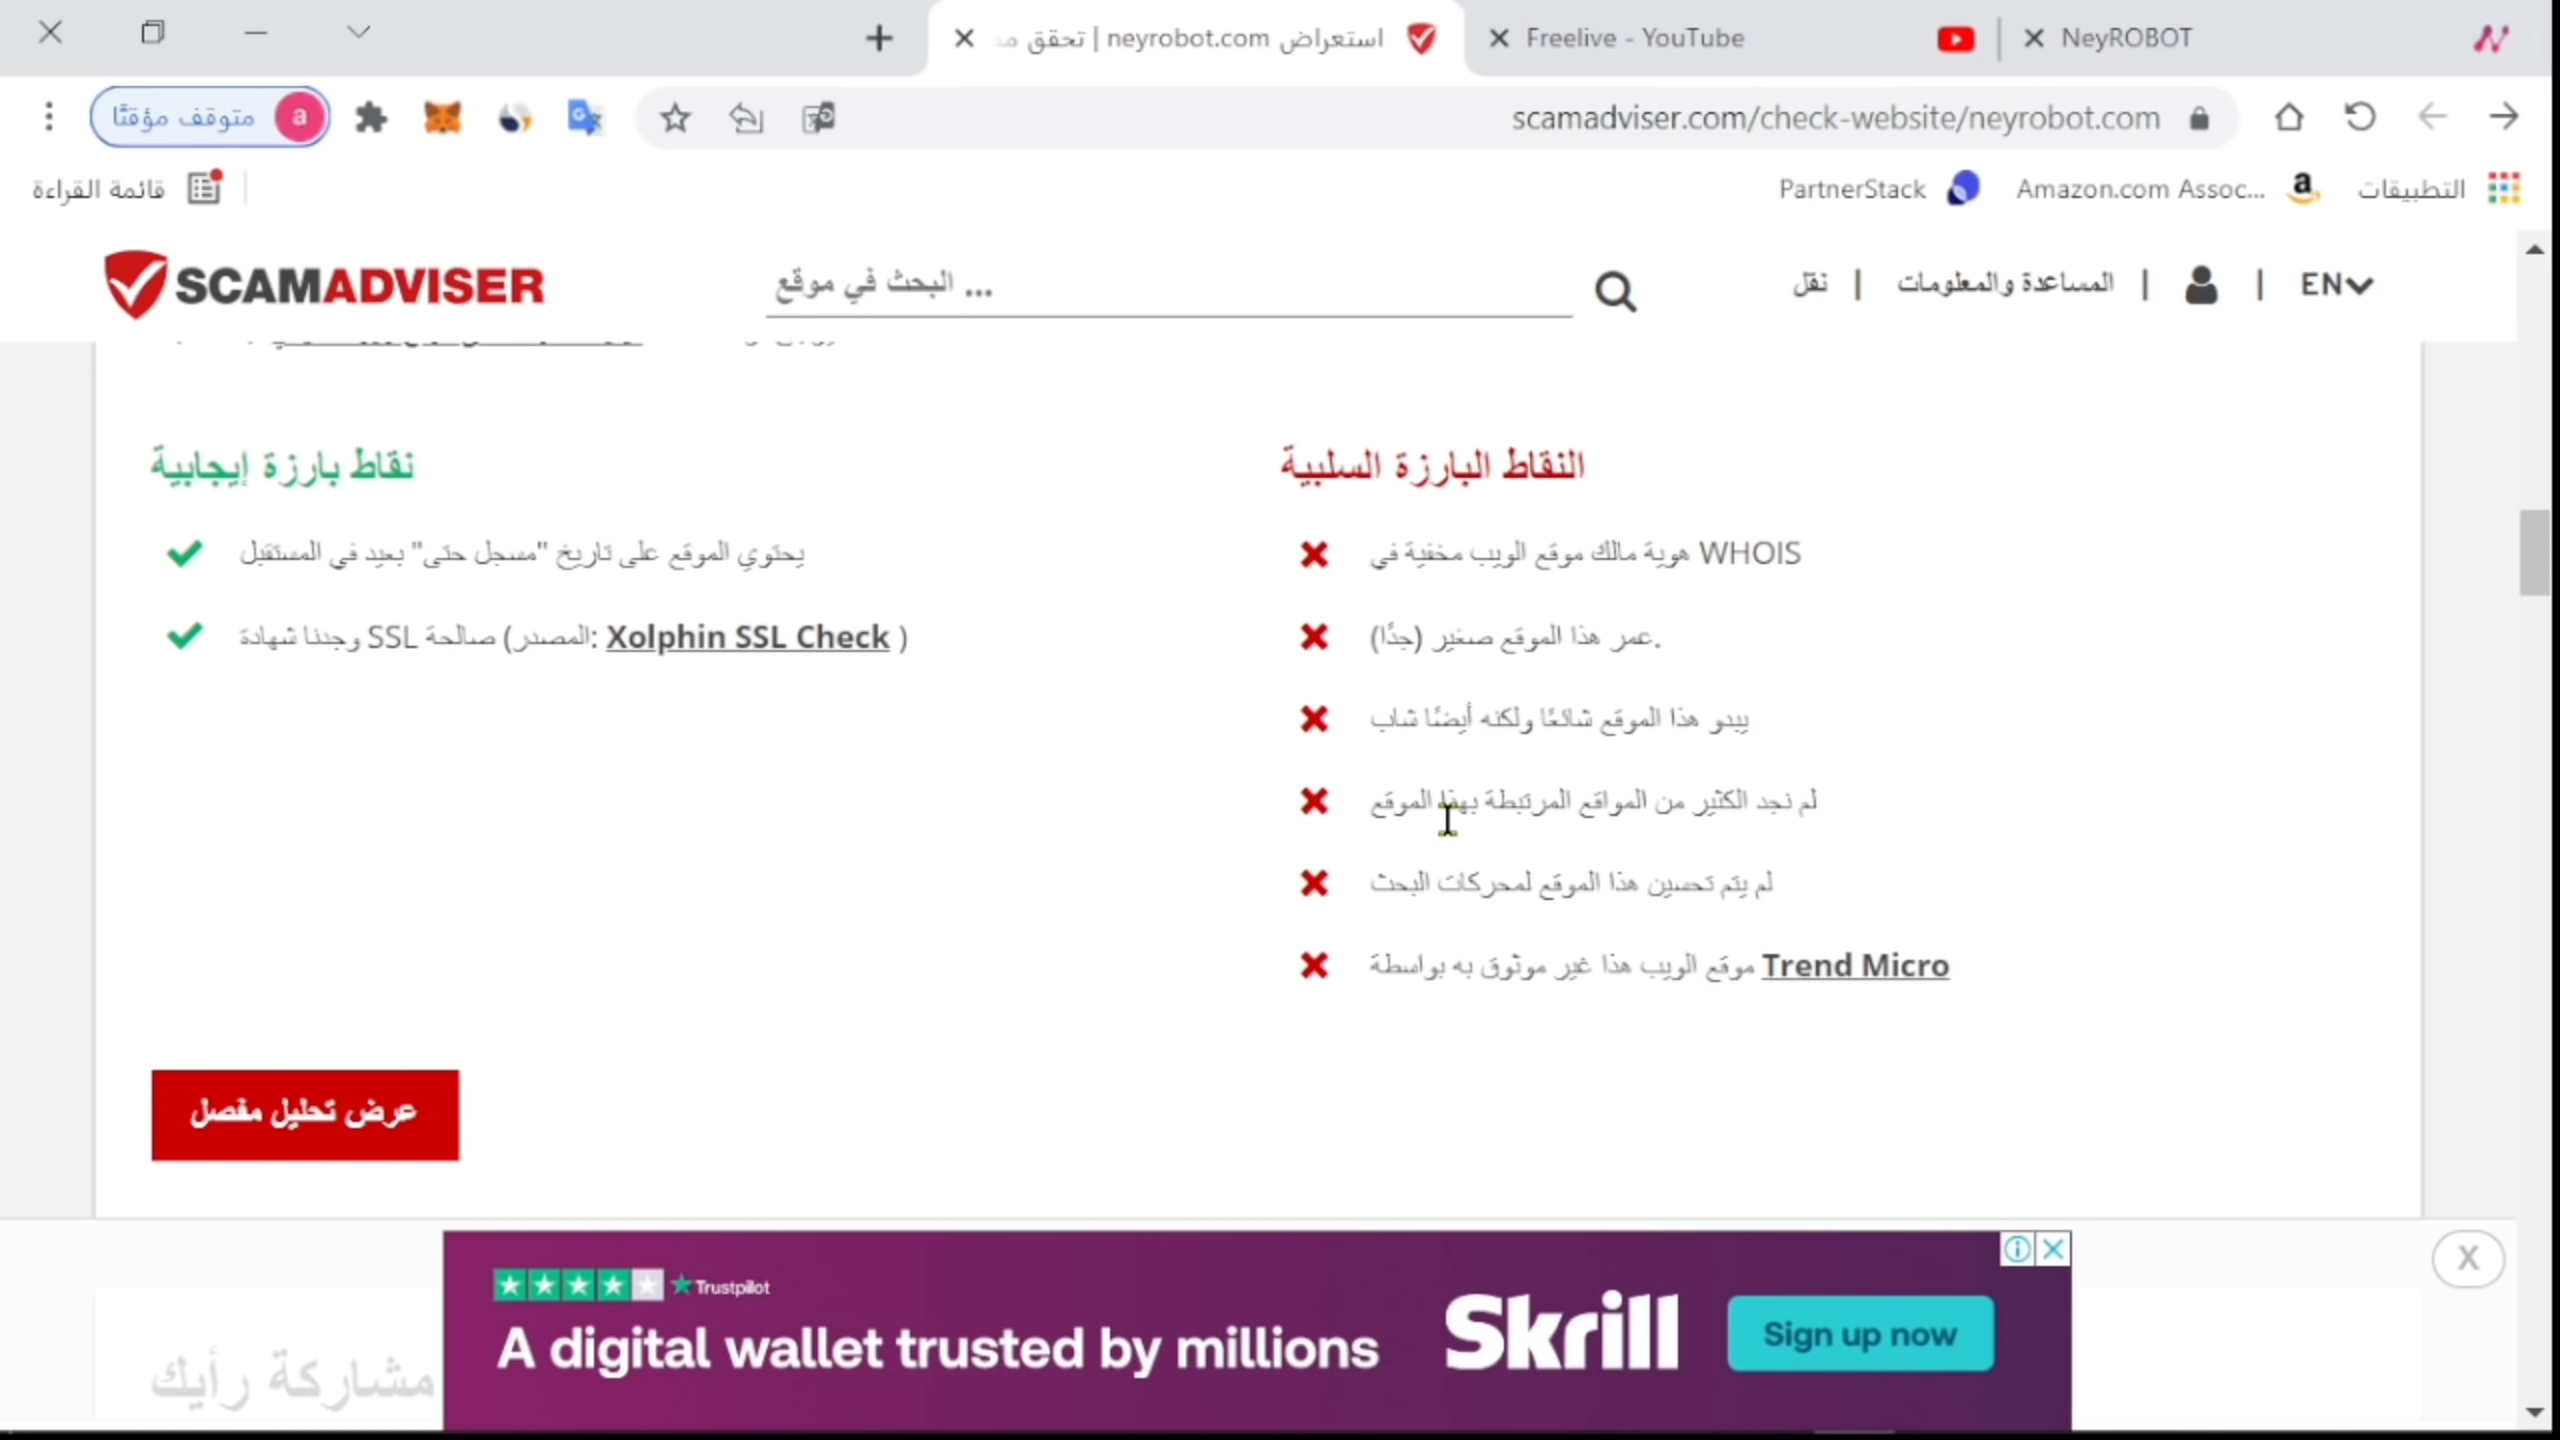 استعراض neyrobot.com | تحقق
Freelive - YouTube
NeyROBOT
متوقف مؤقتًا
a
scamadviser.com/check-website/neyrobot.com
قائمة القراءة
PartnerStack
Amazon.com Assoc...
التطبيقات
SCAMADVISER
البحث في موقع ...
نقل | المساعدة والمعلومات | | EN
نقاط بارزة إيجابية
يحتوي الموقع على تاريخ "مسجل حتى" بعيد في المستقبل
وجدنا شهادة SSL صالحة (المصدر: Xolphin SSL Check )
النقاط البارزة السلبية
هوية مالك موقع الويب مخفية في WHOIS
عمر هذا الموقع صغير (جدًا).
يبدو هذا الموقع شائعًا ولكنه أيضًا شاب
لم نجد الكثير من المواقع المرتبطة بهذا الموقع
لم يتم تحسين هذا الموقع لمحركات البحث
موقع الويب هذا غير موثوق به بواسطة Trend Micro
عرض تحليل مفصل
مشاركة رأيك
Trustpilot
A digital wallet trusted by millions
Skrill
Sign up now
X